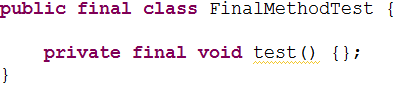 public final class FinalMethodTest {
    private final void test() {};
}